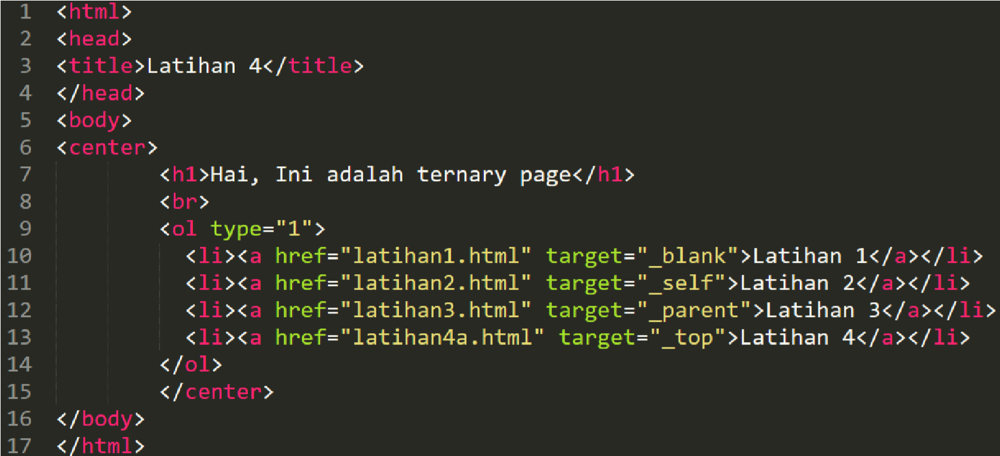 1 <html>
2 <head>
3 <title>Latihan 4</title>
4 </head>
5 <body>
6 <center>
7 <h1>Hai, Ini adalah ternary page</h1>
8 <br>
9 <ol type="1">
10 <li><a href="latihan1.html" target="_blank">Latihan 1</a></li>
11 <li><a href="latihan2.html" target="_self">Latihan 2</a></li>
12 <li><a href="latihan3.html" target="_parent">Latihan 3</a></li>
13 <li><a href="latihan4a.html" target="_top">Latihan 4</a></li>
14 </ol>
15 </center>
16 </body>
17 </html>